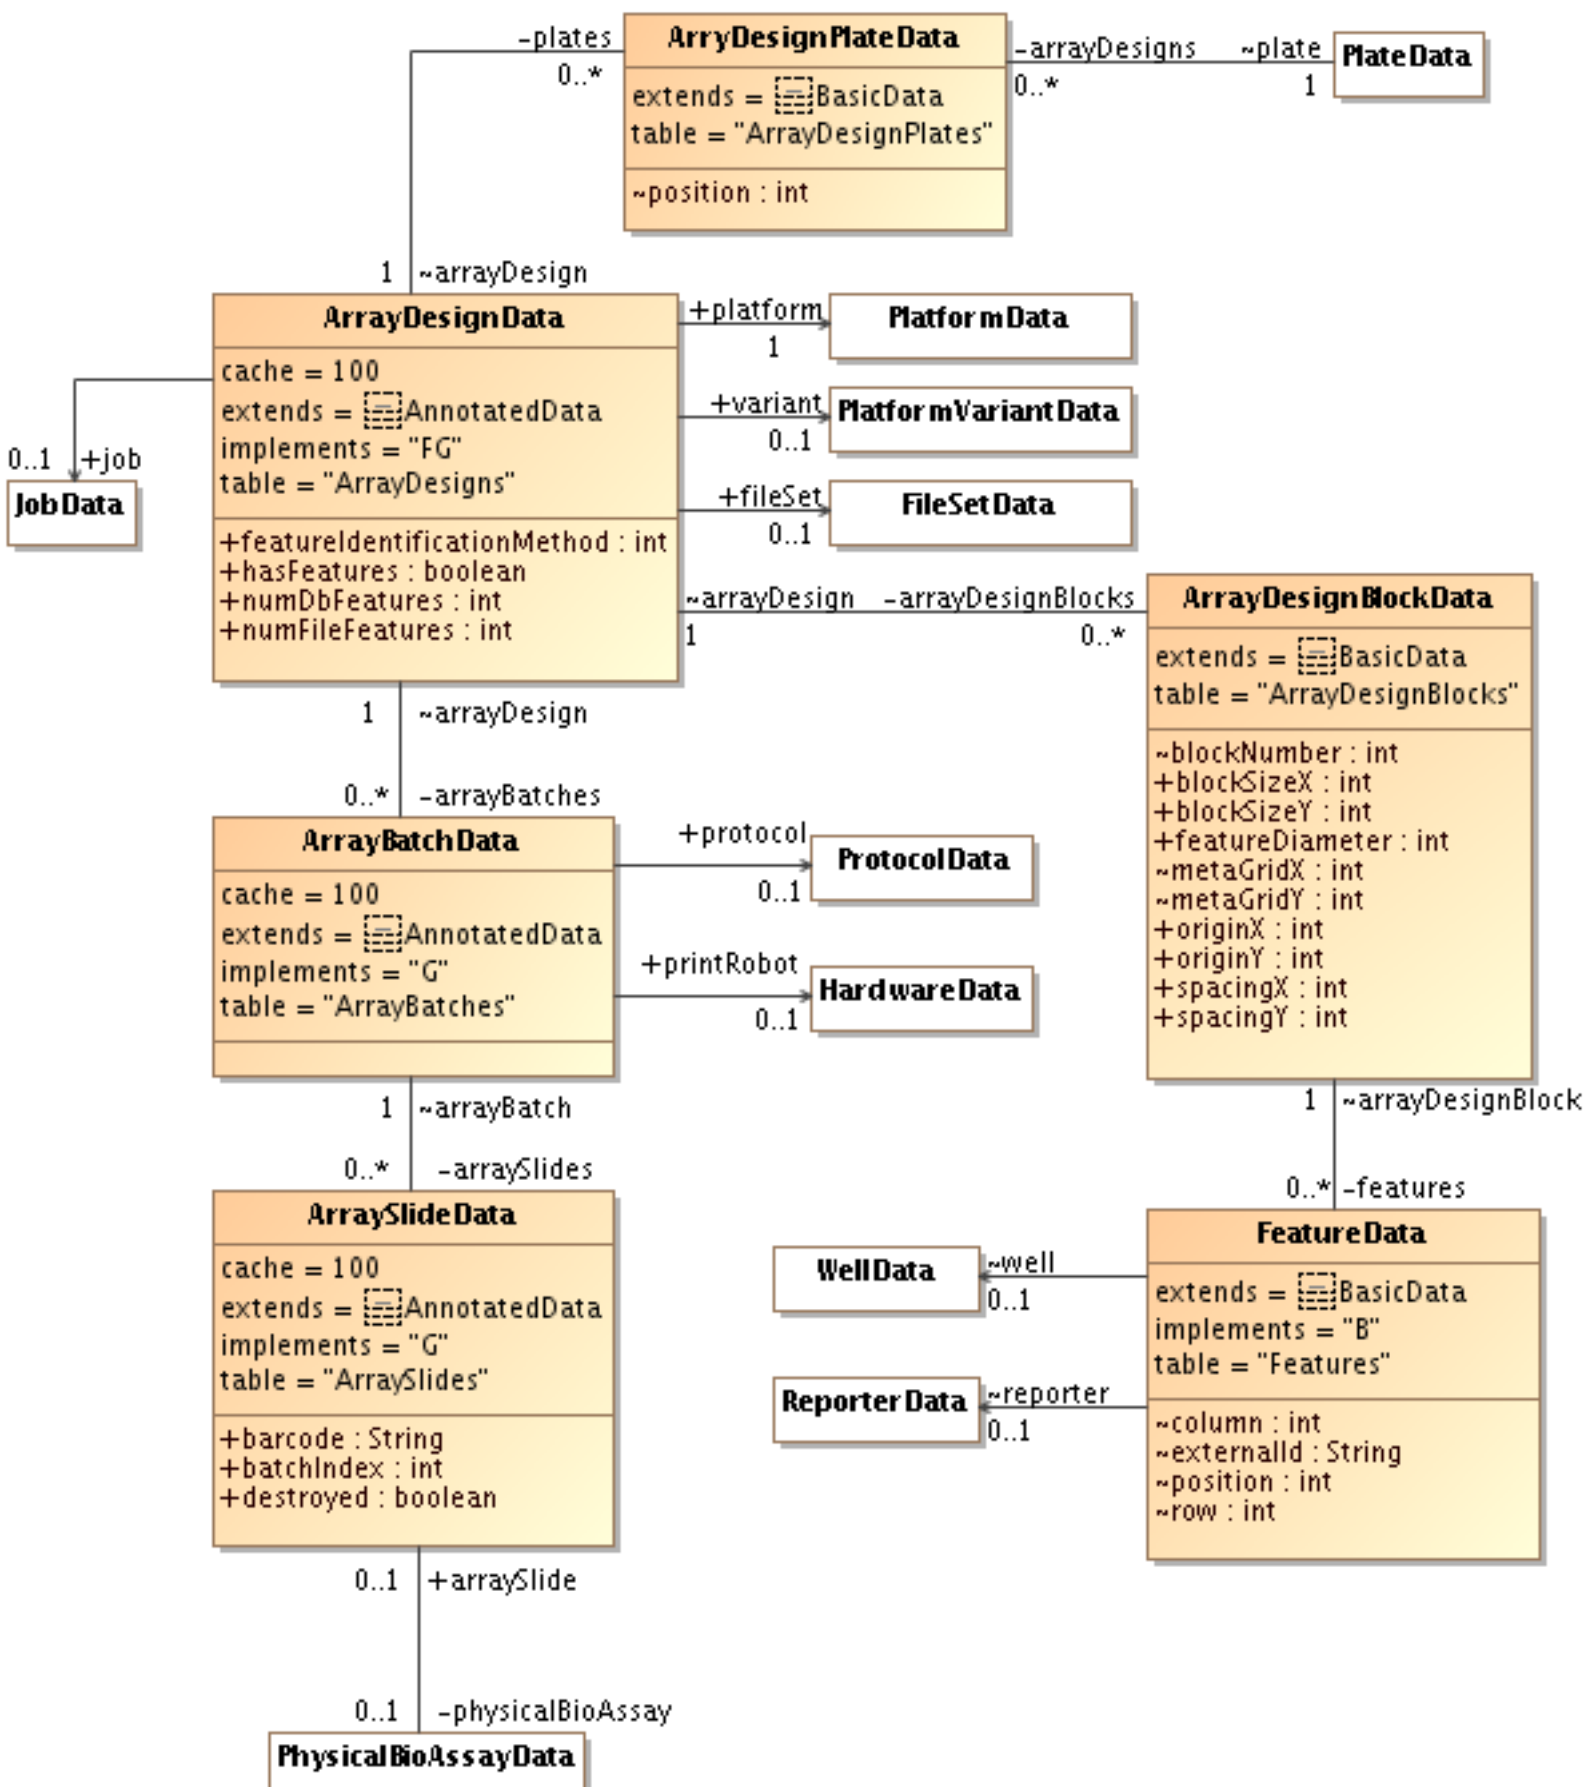 -plates
0..*
ArryDesignPlateData
extends = BasicData
table = "ArrayDesignPlates"
~position : int
-arrayDesigns
0..*
~plate
1
PlateData
1 ~arrayDesign
ArrayDesignData
cache = 100
extends = AnnotatedData
implements = "FG"
table = "ArrayDesigns"
+featureIdentificationMethod : int
+hasFeatures : boolean
+numDbFeatures : int
+numFileFeatures : int
+platform
1
PlatformData
+variant
0..1
PlatformVariantData
+fileSet
0..1
FileSetData
0..1 +job
JobData
~arrayDesign
1
-arrayDesignBlocks
0..*
ArrayDesignBlockData
extends = BasicData
table = "ArrayDesignBlocks"
~blockNumber : int
+blockSizeX : int
+blockSizeY : int
+featureDiameter : int
~metaGridX : int
~metaGridY : int
+originX : int
+originY : int
+spacingX : int
+spacingY : int
1 ~arrayDesign
0..* -arrayBatches
ArrayBatchData
cache = 100
extends = AnnotatedData
implements = "G"
table = "ArrayBatches"
+protocol
0..1
ProtocolData
+printRobot
0..1
HardwareData
1 ~arrayBatch
0..* -arraySlides
ArraySlideData
cache = 100
extends = AnnotatedData
implements = "G"
table = "ArraySlides"
+barcode : String
+batchIndex : int
+destroyed : boolean
1 ~arrayDesignBlock
0..* -features
FeatureData
extends = BasicData
implements = "B"
table = "Features"
~column : int
~externalId : String
~position : int
~row : int
WellData
~well
0..1
ReporterData
~reporter
0..1
0..1 +arraySlide
0..1 -physicalBioAssay
PhysicalBioAssayData